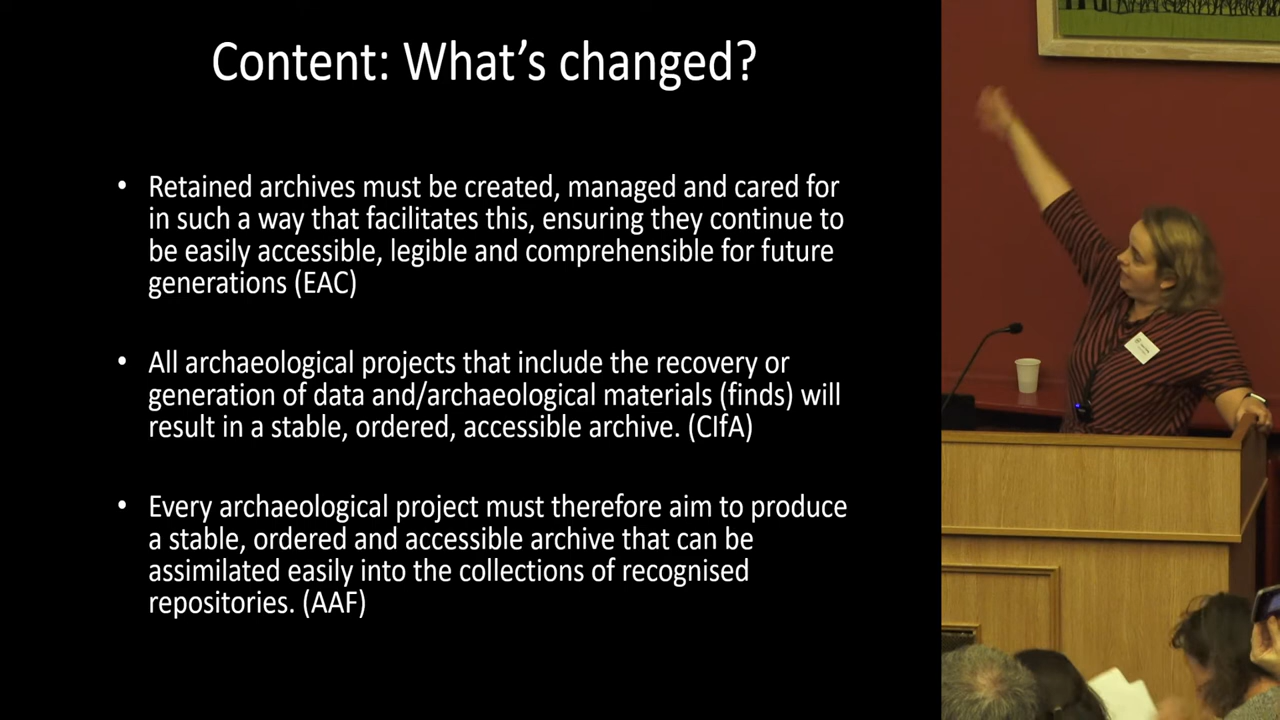 Content: What's changed?
• Retained archives must be created, managed and cared for
in such a way that facilitates this, ensuring they continue to
be easily accessible, legible and comprehensible for future
generations (EAC)
• All archaeological projects that include the recovery or
generation of data and/archaeological materials (finds) will
result in a stable, ordered, accessible archive. (CIfA)
• Every archaeological project must therefore aim to produce
a stable, ordered and accessible archive that can be
assimilated easily into the collections of recognised
repositories. (AAF)